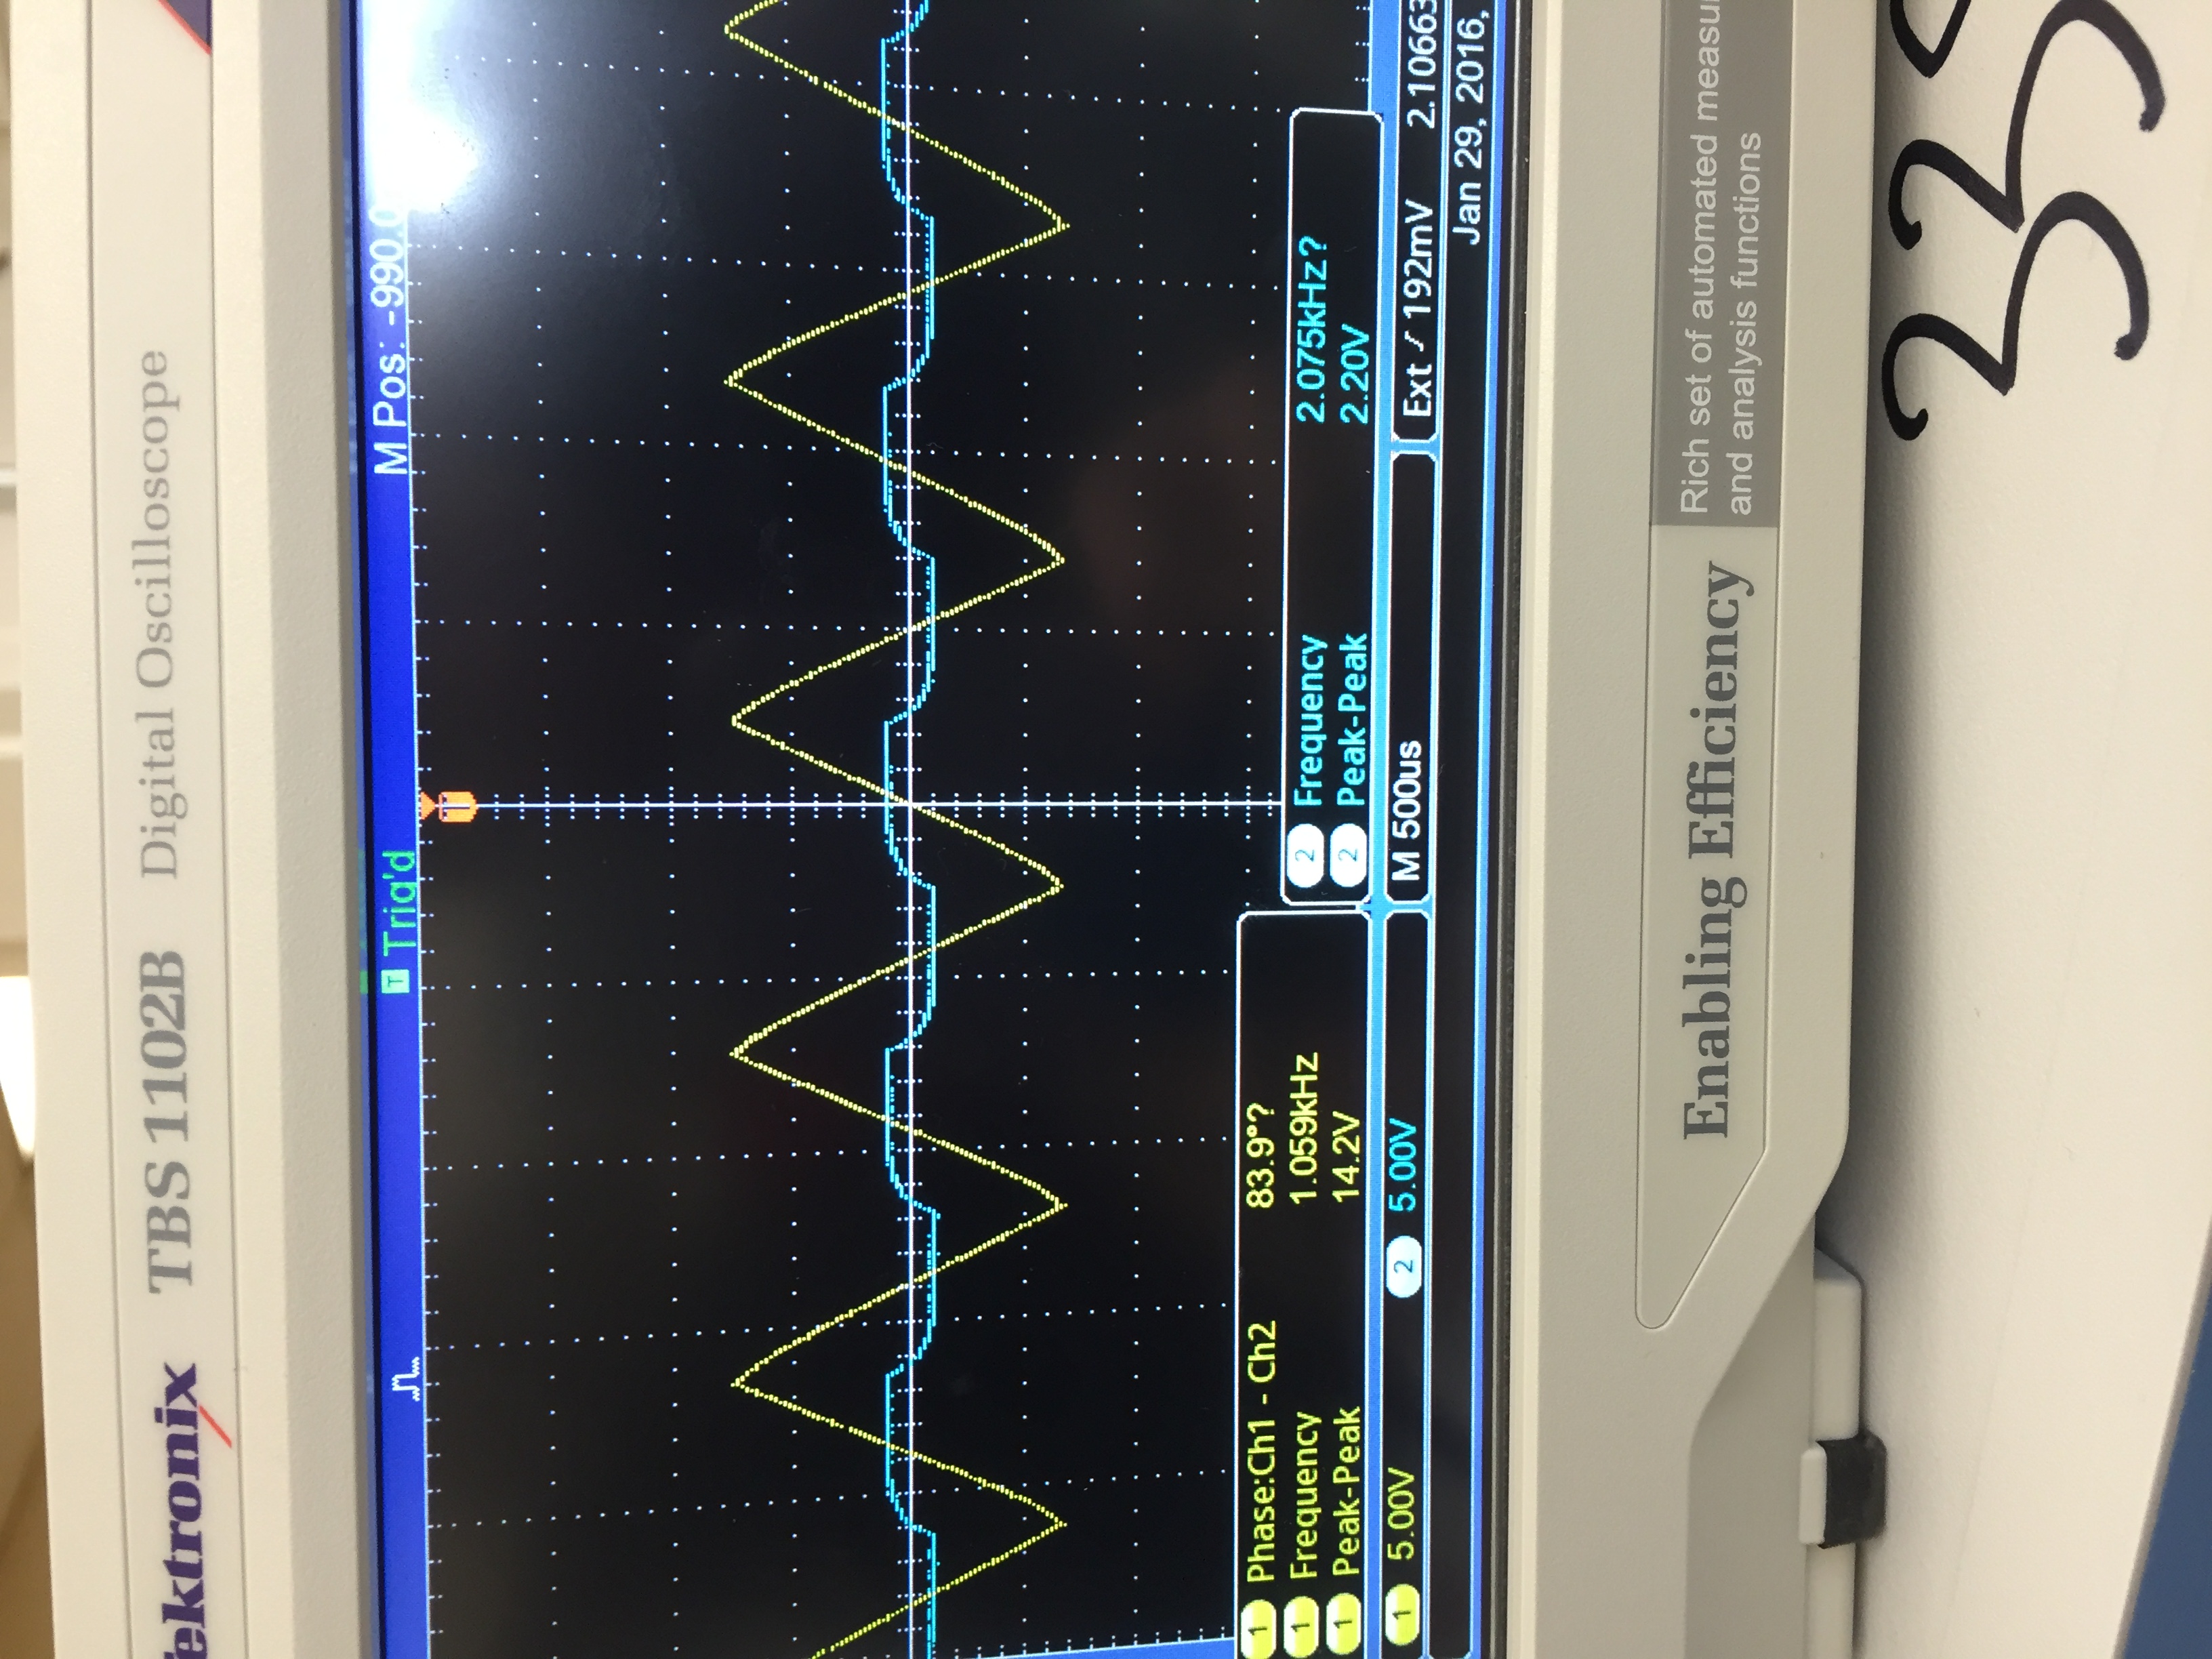 ektronix TBS 1102B Digital Oscilloscope
T Trig'd M Pos: -990.0
T
1 Phase:Ch1 - Ch2 83.9°?
1 Frequency 1.059kHz
1 Peak-Peak 14.2V
2 Frequency 2.075kHz?
2 Peak-Peak 2.20V
1 5.00V 2 5.00V M 500us Ext 192mV 2.10663
Jan 29, 2016,
Enabling Efficiency
Rich set of automated measu
and analysis functions
33